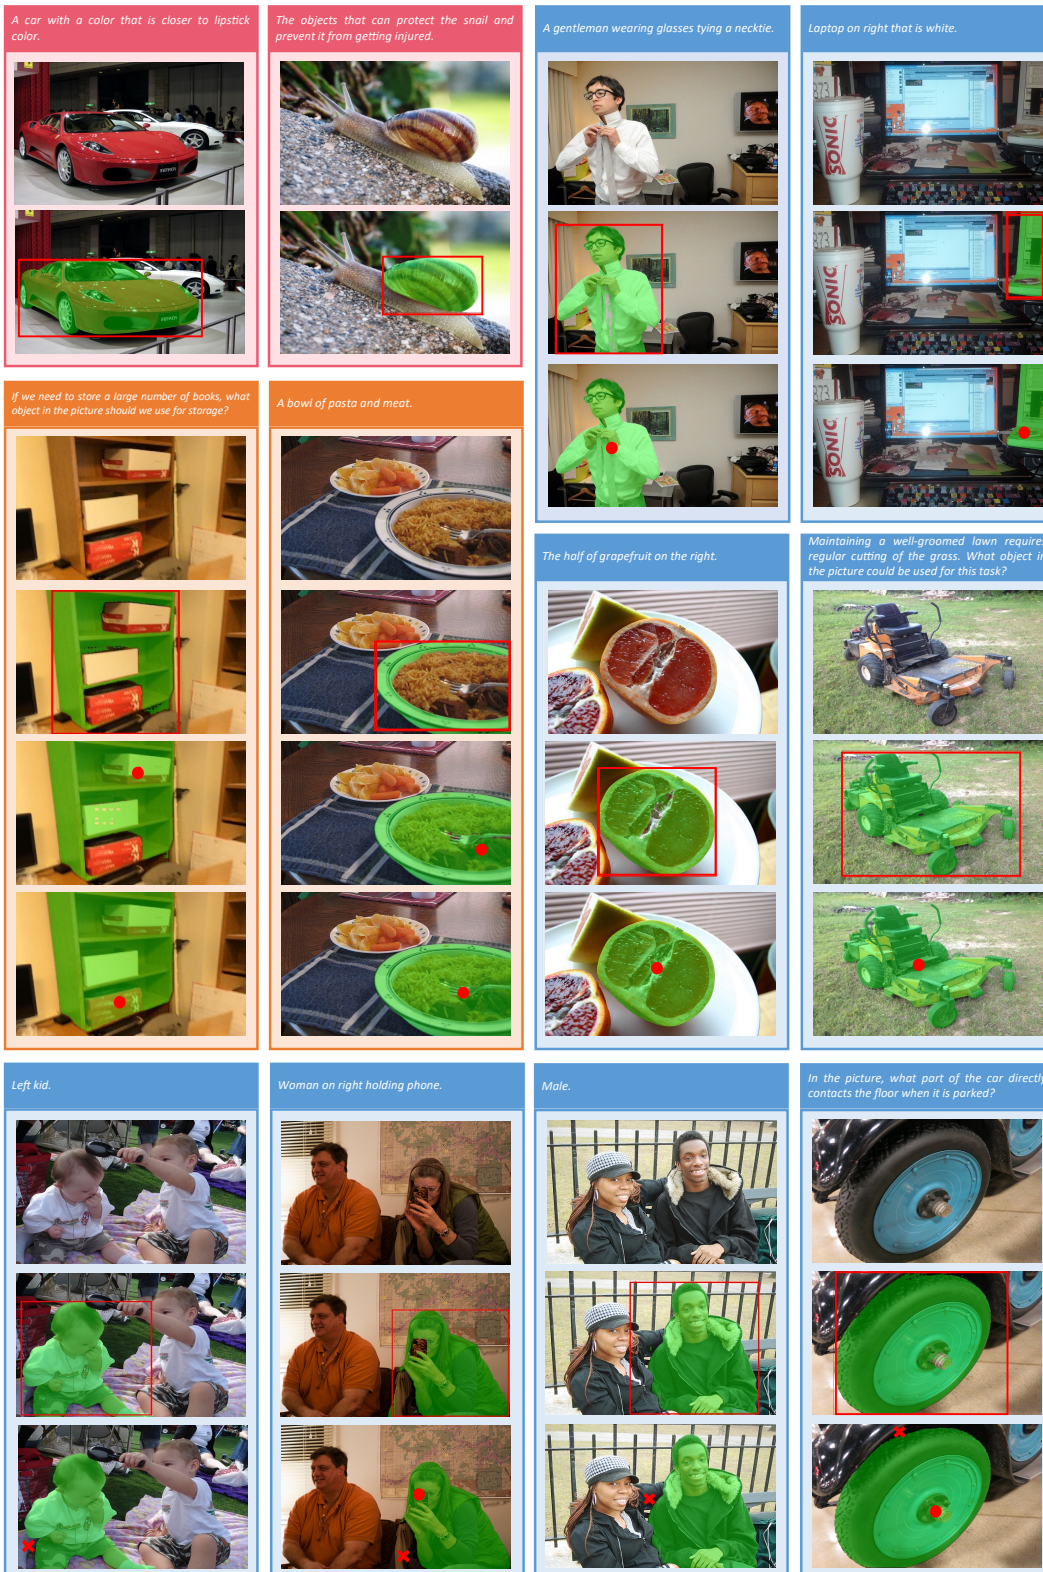 A car with a color that is closer to lipstick
color.
The objects that can protect the snail and
prevent it from getting injured.
A gentleman wearing glasses tying a necktie.
Laptop on right that is white.
SONIC
SONIC
SONIC
If we need to store a large number of books, what
object in the picture should we use for storage?
A bowl of pasta and meat.
The half of grapefruit on the right.
Maintaining a well-groomed lawn require
regular cutting of the grass. What object in
the picture could be used for this task?
Left kid.
Woman on right holding phone.
Male.
In the picture, what part of the car directly
contacts the floor when it is parked?